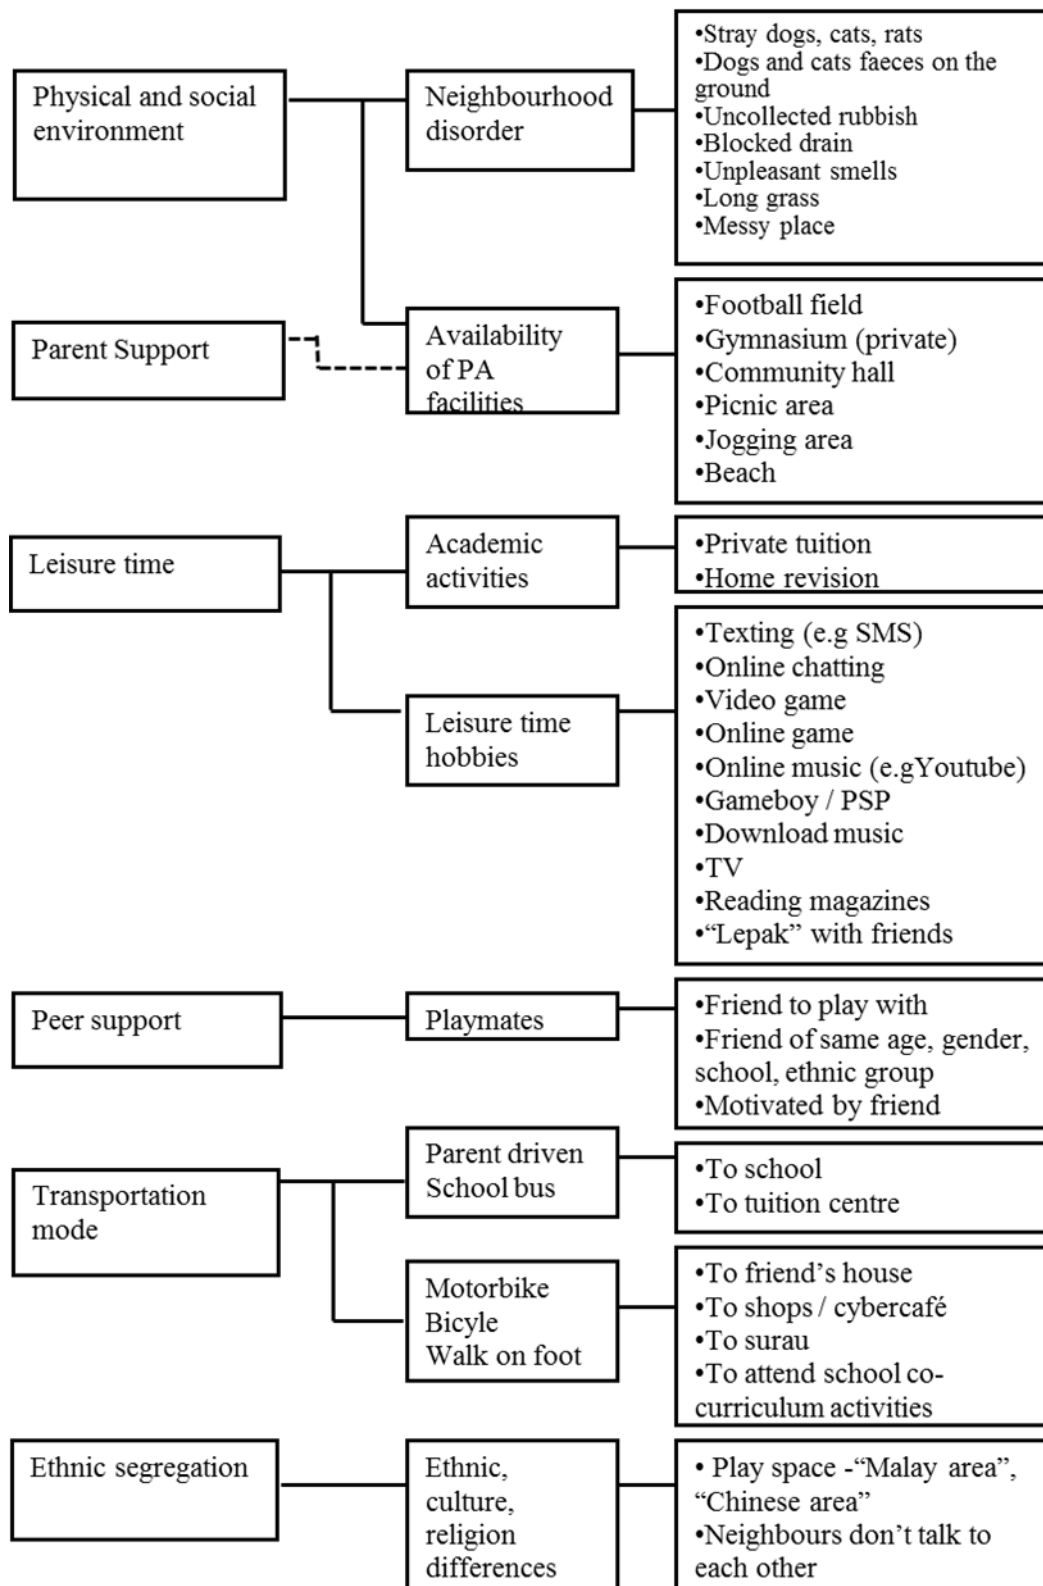 Physical and social
environment
Neighbourhood
disorder
•Stray dogs, cats, rats
•Dogs and cats faeces on the
ground
•Uncollected rubbish
•Blocked drain
•Unpleasant smells
•Long grass
•Messy place
Parent Support
Availability
of PA
facilities
•Football field
•Gymnasium (private)
•Community hall
•Picnic area
•Jogging area
•Beach
Leisure time
Academic
activities
•Private tuition
•Home revision
Leisure time
hobbies
•Texting (e.g SMS)
•Online chatting
•Video game
•Online game
•Online music (e.gYoutube)
•Gameboy / PSP
•Download music
•TV
•Reading magazines
•“Lepak” with friends
Peer support
Playmates
•Friend to play with
•Friend of same age, gender,
school, ethnic group
•Motivated by friend
Transportation
mode
Parent driven
School bus
•To school
•To tuition centre
Motorbike
Bicyle
Walk on foot
•To friend’s house
•To shops / cybercafé
•To surau
•To attend school co-
curriculum activities
Ethnic segregation
Ethnic,
culture,
religion
differences
• Play space -“Malay area”,
“Chinese area”
•Neighbours don’t talk to
each other